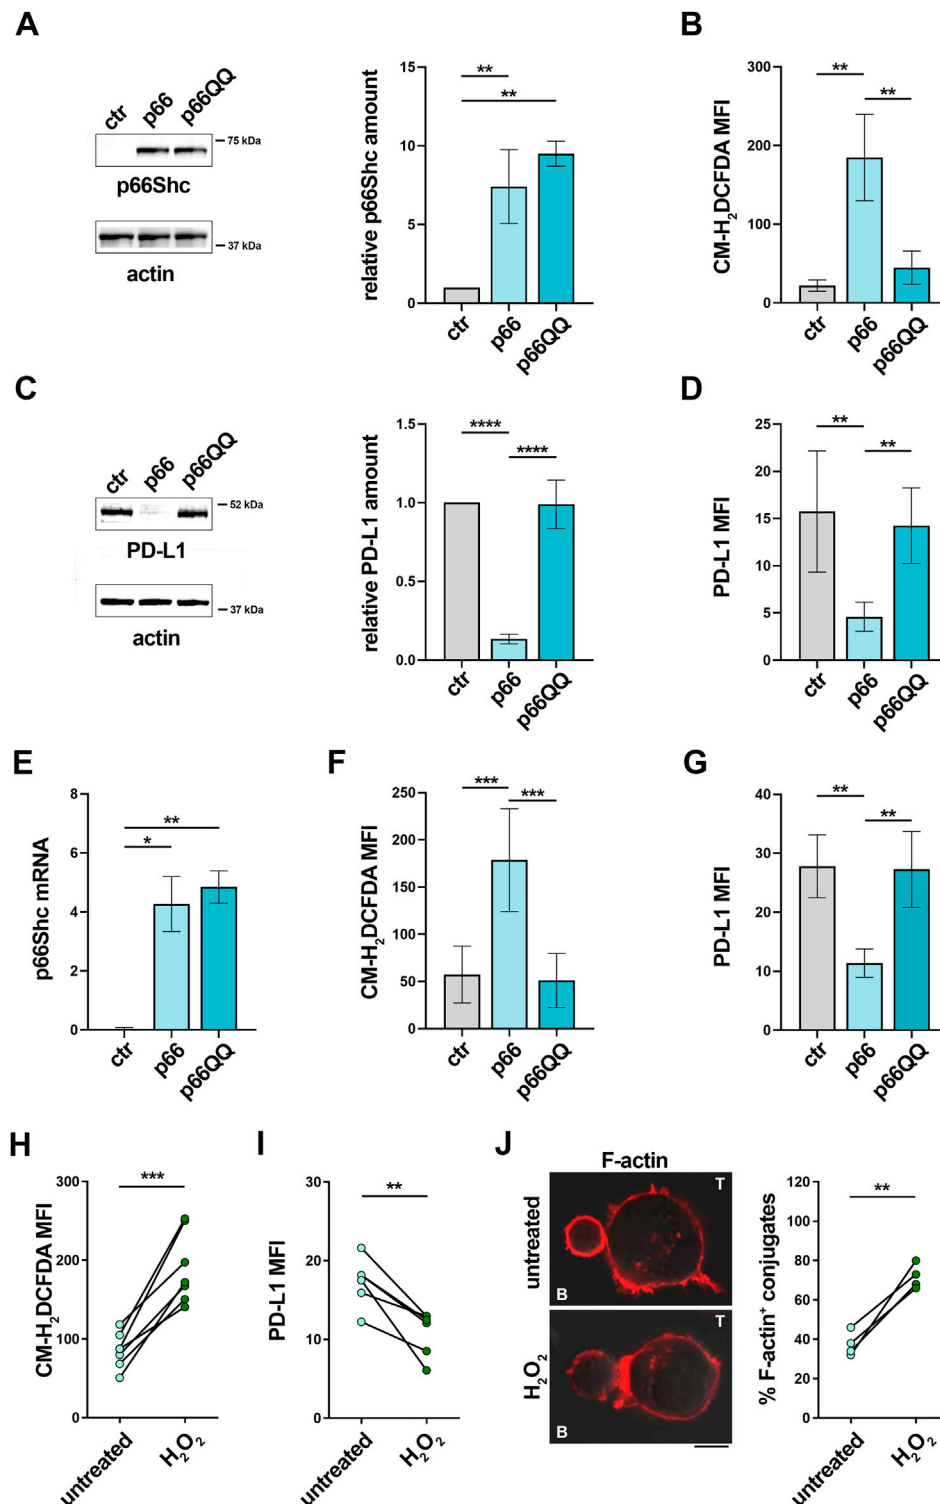 A
ctr p66 p66QQ
75 kDa
p66Shc
37 kDa
actin
relative p66Shc amount
15
10
5
0
**
**
ctr p66 p66QQ
B
CM-H₂DCFDA MFI
300
200
100
0
**
**
ctr p66 p66QQ
C
ctr p66 p66QQ
52 kDa
PD-L1
37 kDa
actin
relative PD-L1 amount
1.5
1.0
0.5
0.0
****
****
ctr p66 p66QQ
D
PD-L1 MFI
25
20
15
10
5
0
**
**
ctr p66 p66QQ
E
p66Shc mRNA
8
6
4
2
0
**
*
ctr p66 p66QQ
F
CM-H₂DCFDA MFI
250
200
150
100
50
0
***
***
ctr p66 p66QQ
G
PD-L1 MFI
40
30
20
10
0
**
**
ctr p66 p66QQ
H
CM-H₂DCFDA MFI
300
200
100
0
***
untreated H₂O₂
I
PD-L1 MFI
30
20
10
0
**
untreated H₂O₂
J
F-actin
untreated
T
B
H₂O₂
T
B
% F-actin⁺ conjugates
120
100
80
60
40
20
0
**
untreated H₂O₂